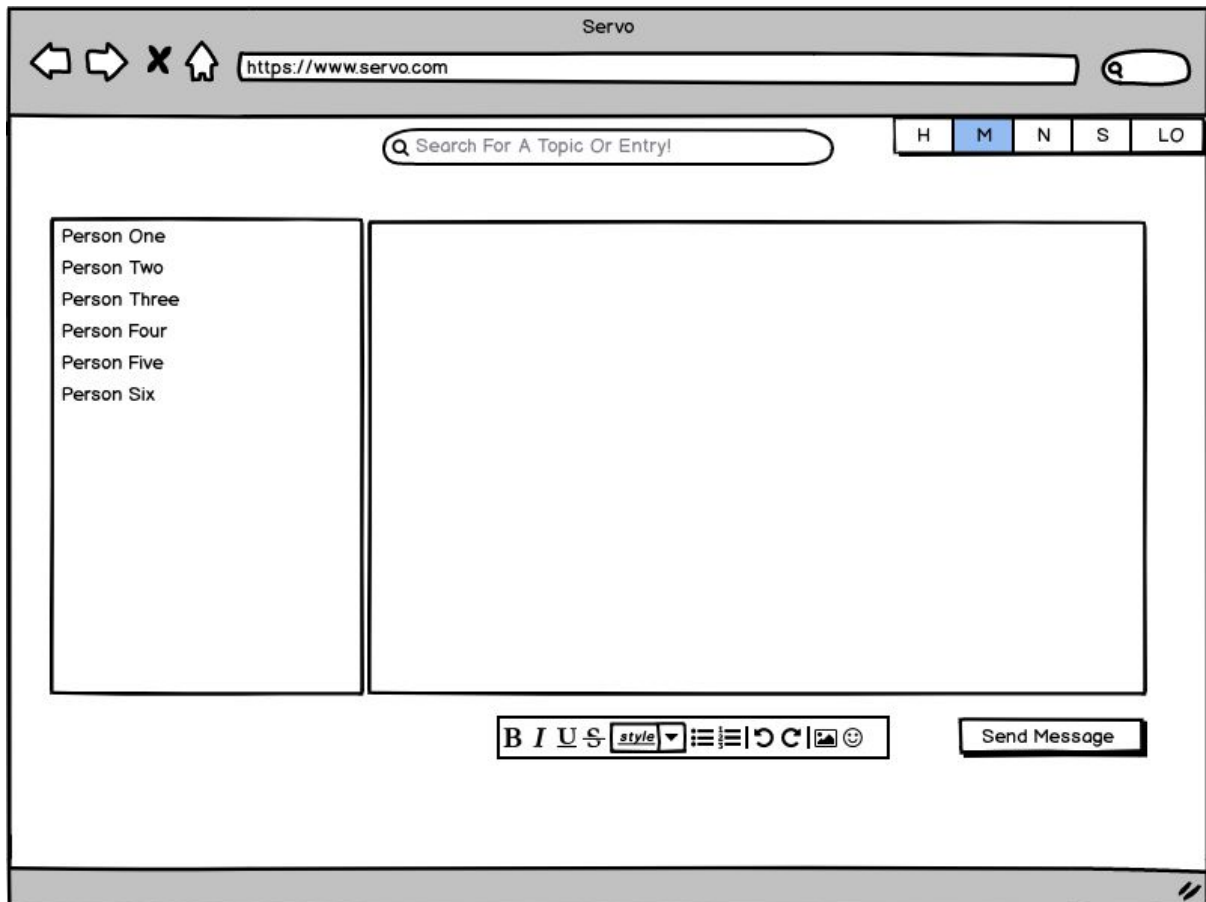 Servo
https://www.servo.com
Search For A Topic Or Entry!
H M N S LO
Person One
Person Two
Person Three
Person Four
Person Five
Person Six
B I U S style
Send Message